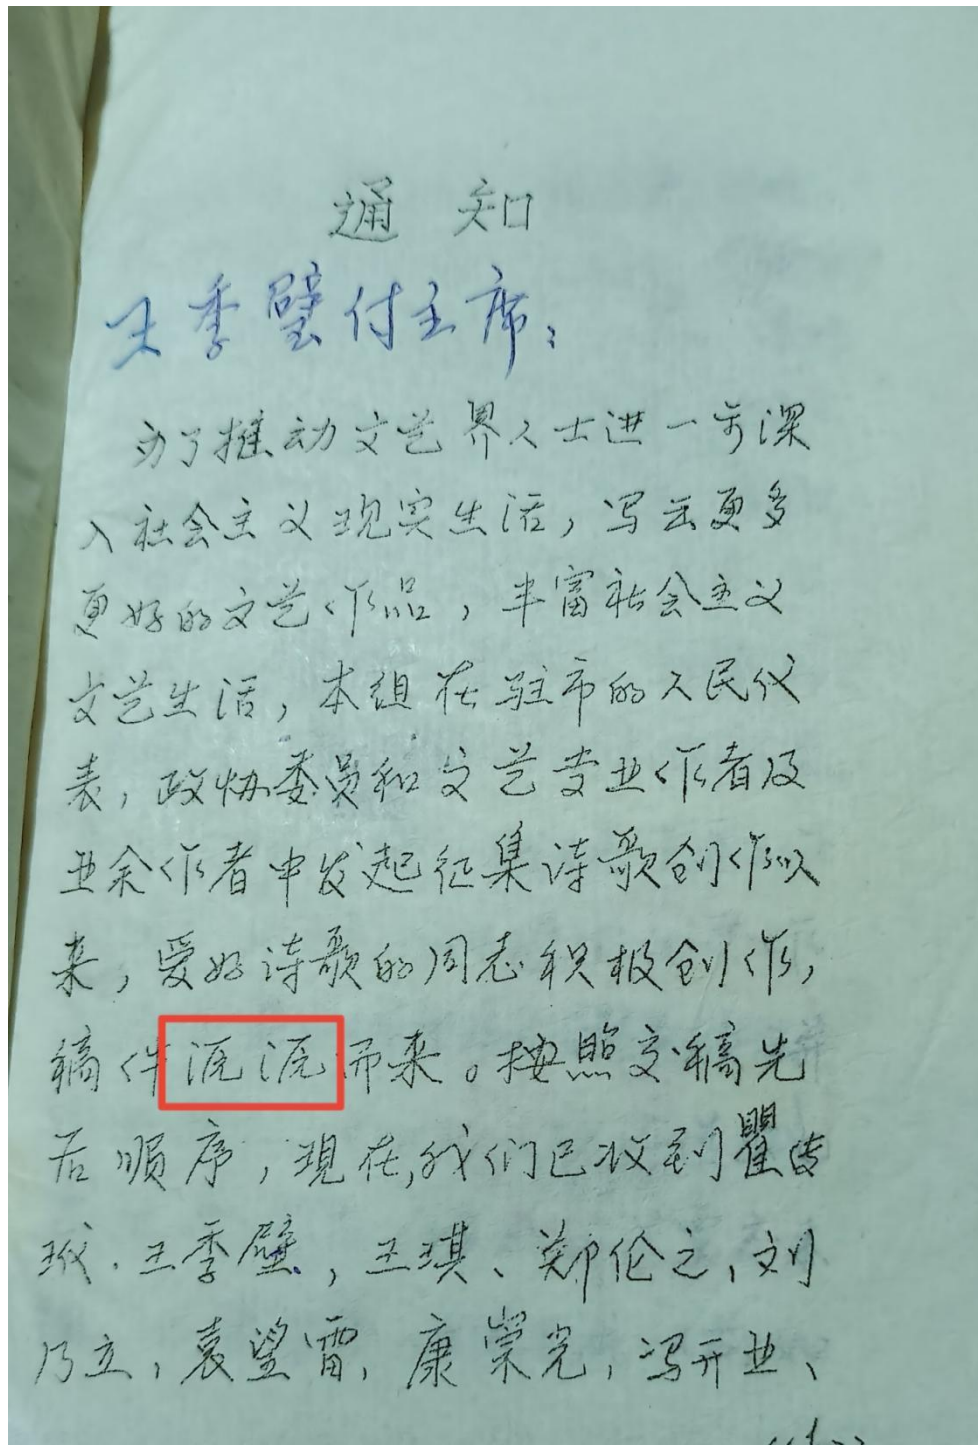 通知
王季璧付主席：
为了推动文艺界人士进一步深
入社会主义现实生活，写出更多
更好的文艺作品，丰富社会主义
文艺生活，本组在驻市的人民代
表，政协委员和文艺专业作者及
业余作者中发起征集诗歌创作以
来，爱好诗歌的同志积极创作，
稿件源源而来。按照交稿先
后顺序，现在，我们已收到瞿传
、王季璧，王琪、郑伦之，刘
乃立，袁望雷，康崇光，冯开业、